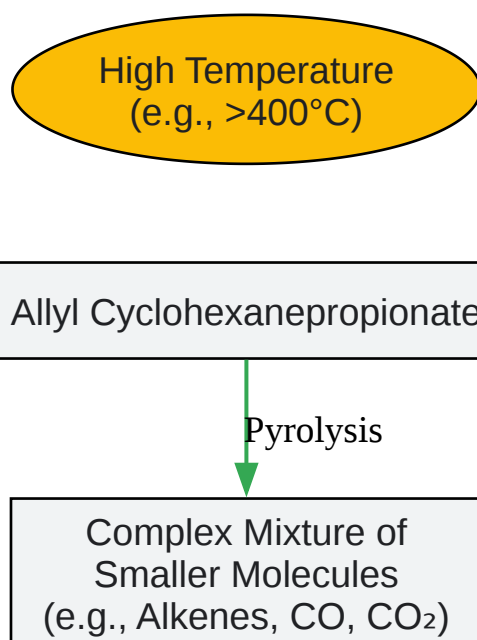 High Temperature
(e.g., >400°C)
Allyl Cyclohexanepropionate
Pyrolysis
Complex Mixture of
Smaller Molecules
(e.g., Alkenes, CO, CO₂)